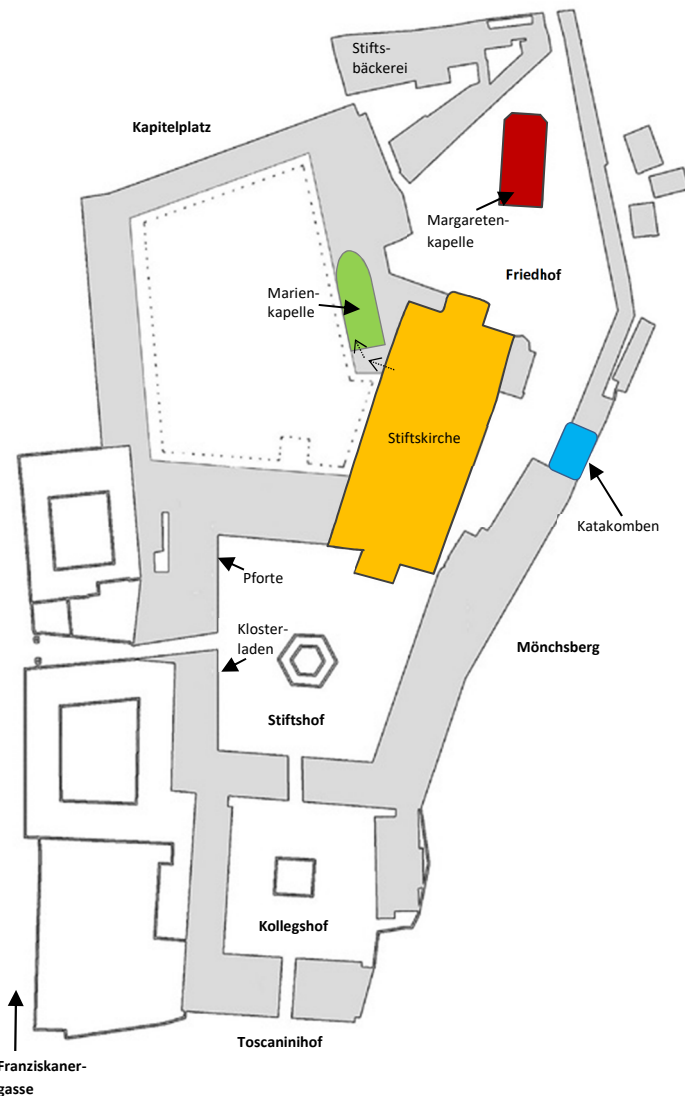 Stifts-
bäckerei
Kapitelplatz
Margareten-
kapelle
Friedhof
Marien-
kapelle
Stiftskirche
Katakomben
Pforte
Kloster-
laden
Mönchsberg
Stiftshof
Kollegshof
Toscaninihof
Franziskaner-
gasse